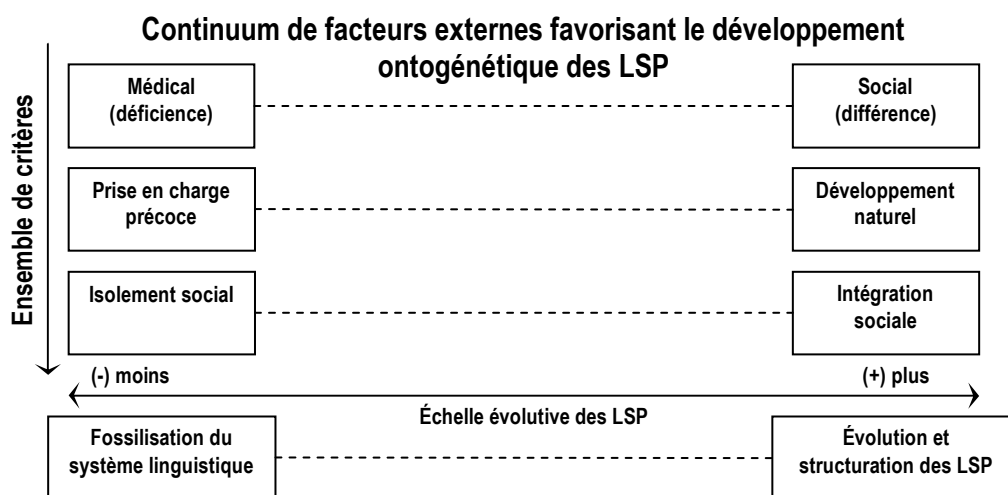 Continuum de facteurs externes favorisant le développement
ontogénétique des LSP
Ensemble de critères
Médical
(déficience)
Social
(différence)
Prise en charge
précoce
Développement
naturel
Isolement social
Intégration
sociale
(-) moins
(+) plus
Échelle évolutive des LSP
Fossilisation du
système linguistique
Évolution et
structuration des LSP